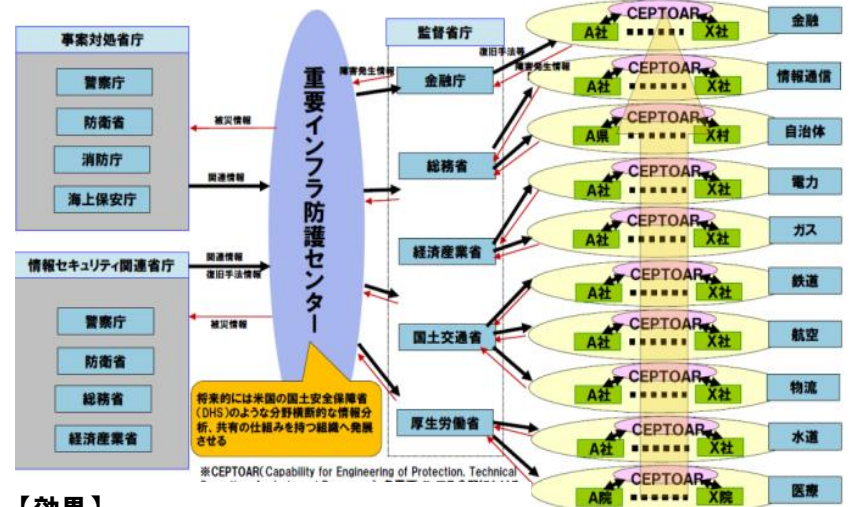 事案対処省庁
警察庁
防衛省
消防庁
海上保安庁
情報セキュリティ関連省庁
警察庁
防衛省
総務省
経済産業省
被災情報
関連情報
関連情報
復旧手法情報
被災情報
重要インフラ防護センター
将来的には米国の国土安全保障省
(DHS)のような分野横断的な情報分
析、共有の仕組みを持つ組織へ発展
させる
監督省庁
障害発生情報
金融庁
総務省
経済産業省
国土交通省
厚生労働省
復旧手法等
障害発生情報
CEPTOAR
A社 X社
金融
CEPTOAR
A社 X社
情報通信
CEPTOAR
A県 X村
自治体
CEPTOAR
A社 X社
電力
CEPTOAR
A社 X社
ガス
CEPTOAR
A社 X社
鉄道
CEPTOAR
A社 X社
航空
CEPTOAR
A社 X社
物流
CEPTOAR
A社 X社
水道
CEPTOAR
A院 X院
医療
※CEPTOAR(Capability for Engineering of Protection, Technical
【効果】